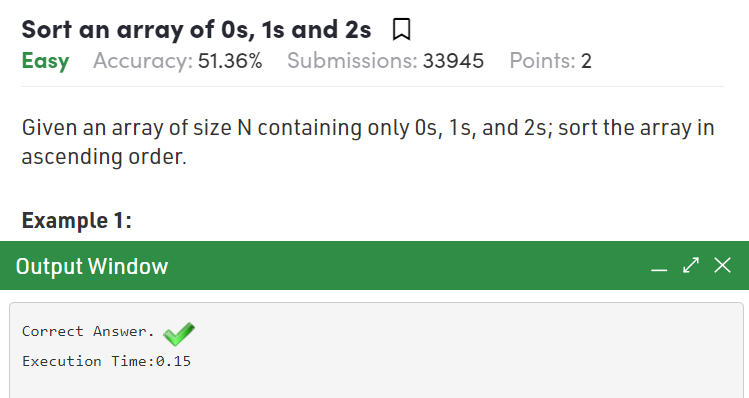 Sort an array of 0s, 1s and 2s
Easy Accuracy: 51.36% Submissions: 33945 Points: 2
Given an array of size N containing only 0s, 1s, and 2s; sort the array in
ascending order.
Example 1:
Output Window
Correct Answer.
Execution Time:0.15